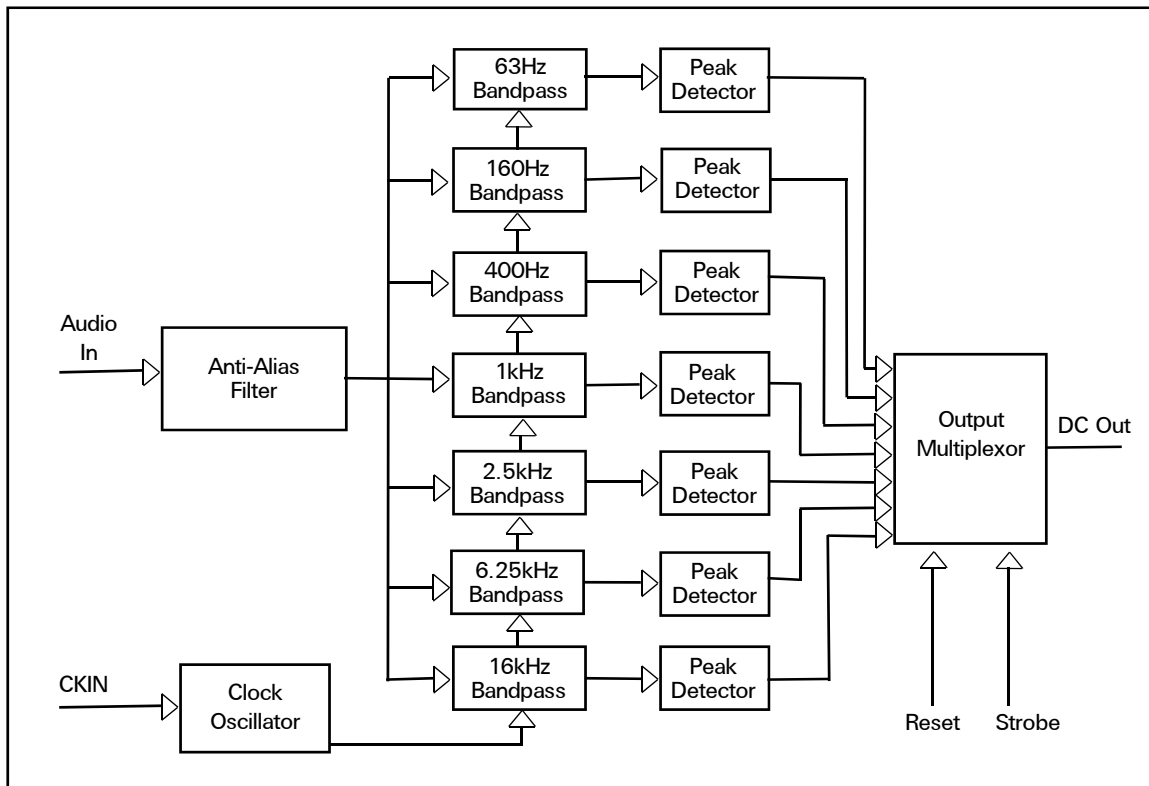 63Hz
Bandpass
Peak
Detector
160Hz
Bandpass
Peak
Detector
400Hz
Bandpass
Peak
Detector
Audio
In
Anti-Alias
Filter
1kHz
Bandpass
Peak
Detector
Output
Multiplexor
DC Out
2.5kHz
Bandpass
Peak
Detector
6.25kHz
Bandpass
Peak
Detector
16kHz
Bandpass
Peak
Detector
CKIN
Clock
Oscillator
Reset
Strobe